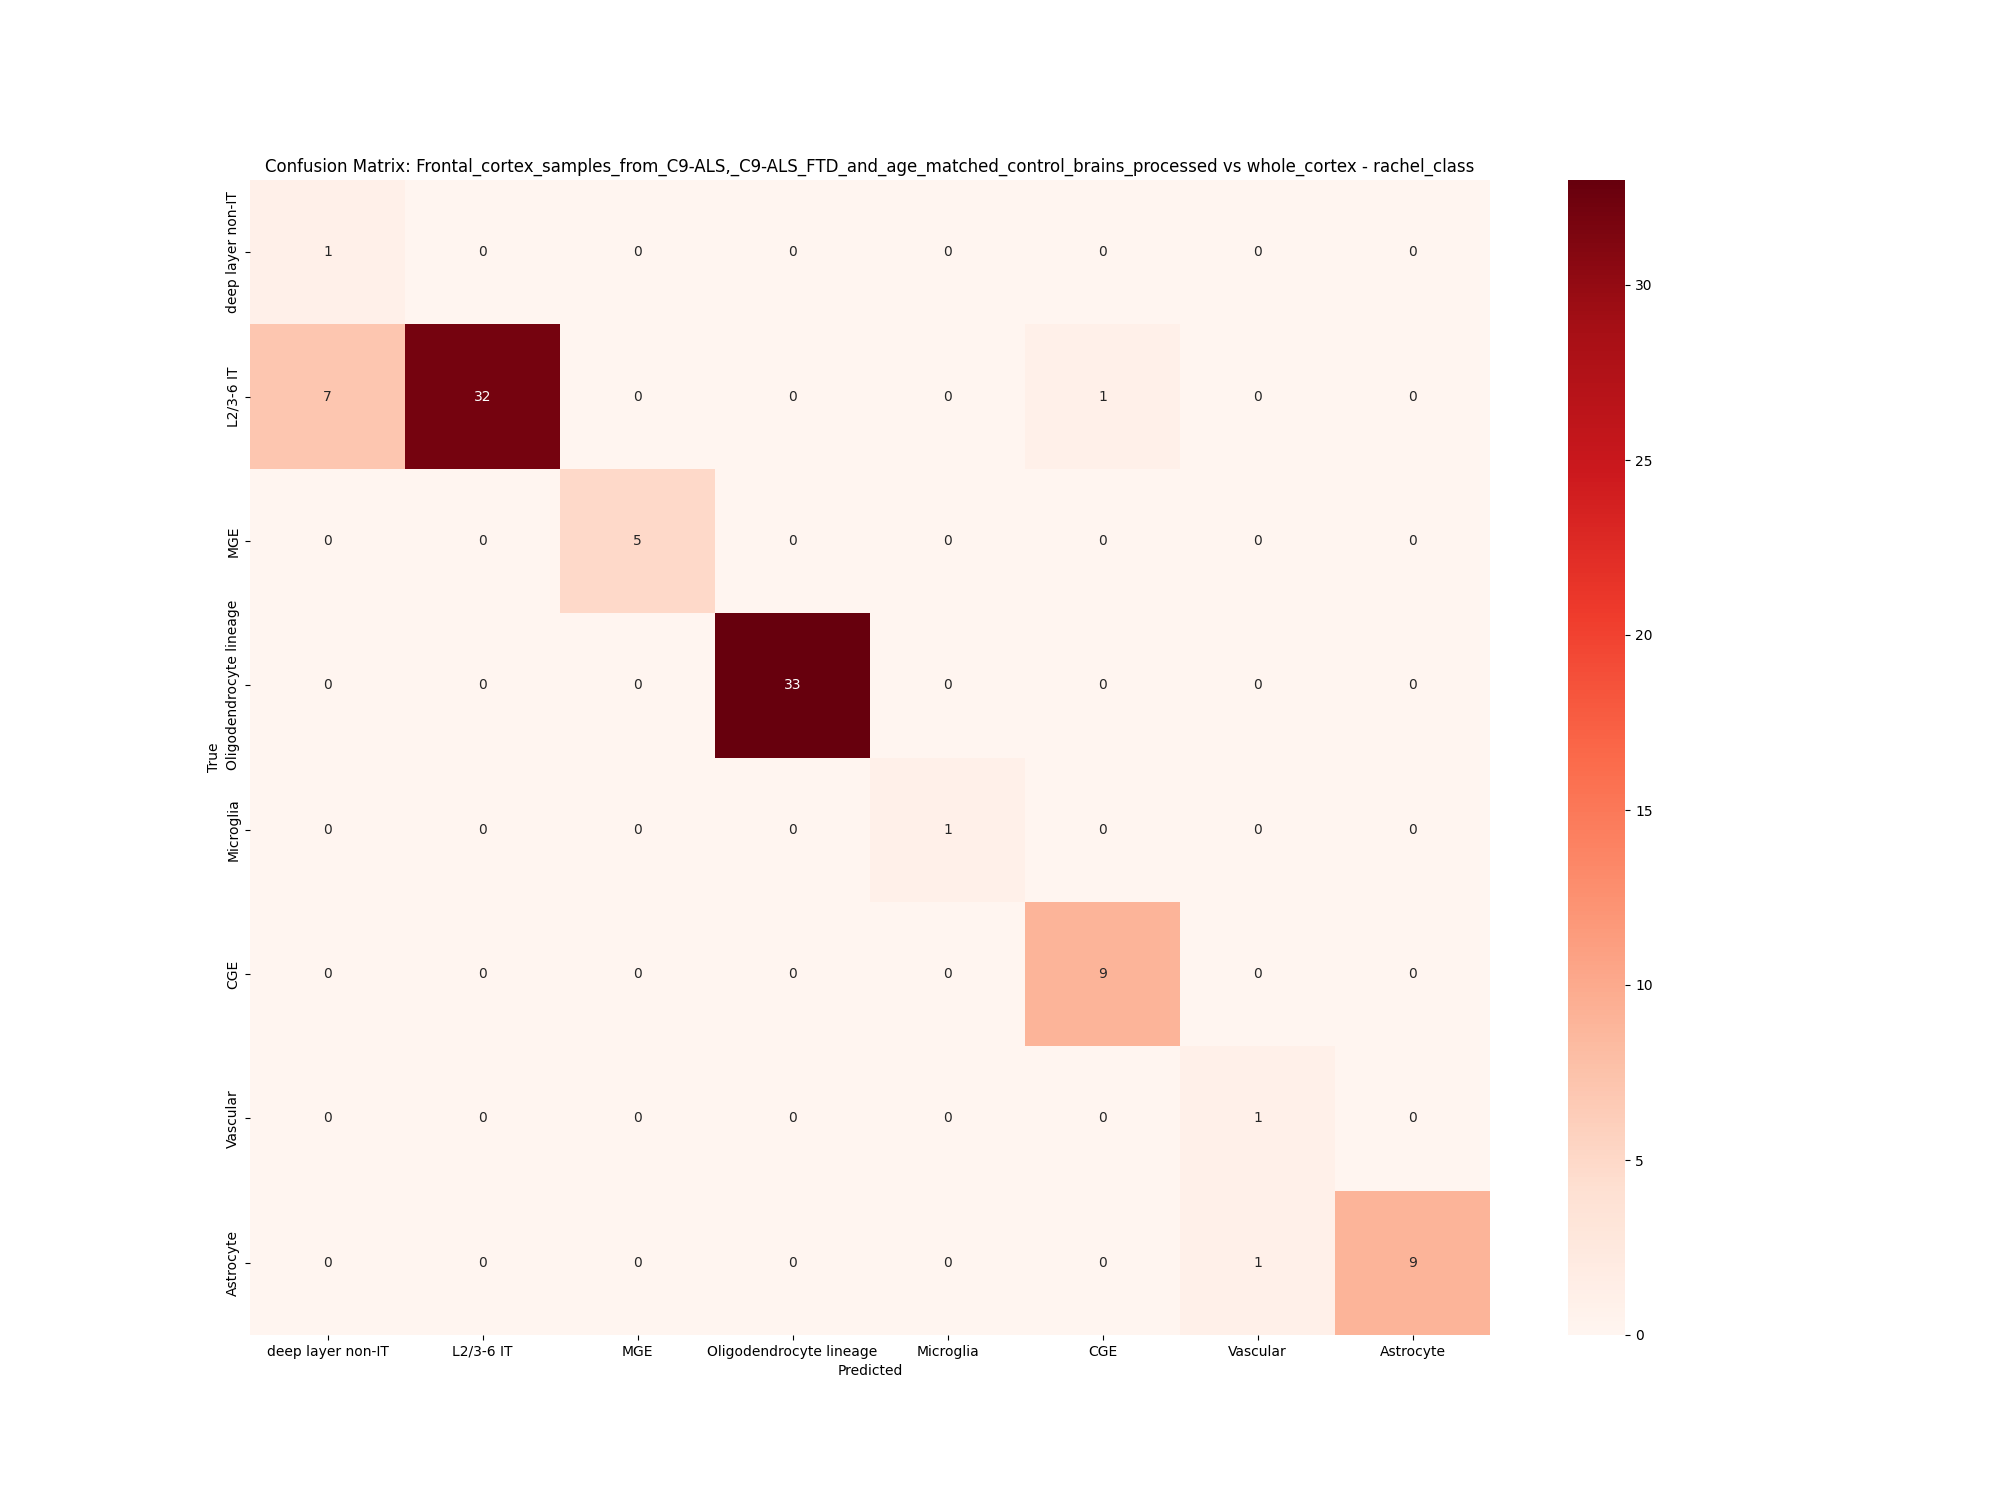 Confusion Matrix: Frontal_cortex_samples_from_C9-ALS,_C9-ALS_FTD_and_age_matched_control_brains_processed vs whole_cortex - rachel_class
True
deep layer non-IT
1 0 0 0 0 0 0 0
L2/3-6 IT
7 32 0 0 0 1 0 0
MGE
0 0 5 0 0 0 0 0
Oligodendrocyte lineage
0 0 0 33 0 0 0 0
Microglia
0 0 0 0 1 0 0 0
CGE
0 0 0 0 0 9 0 0
Vascular
0 0 0 0 0 0 1 0
Astrocyte
0 0 0 0 0 0 1 9
deep layer non-IT L2/3-6 IT MGE Oligodendrocyte lineage Microglia CGE Vascular Astrocyte
Predicted
30
25
20
15
10
5
0